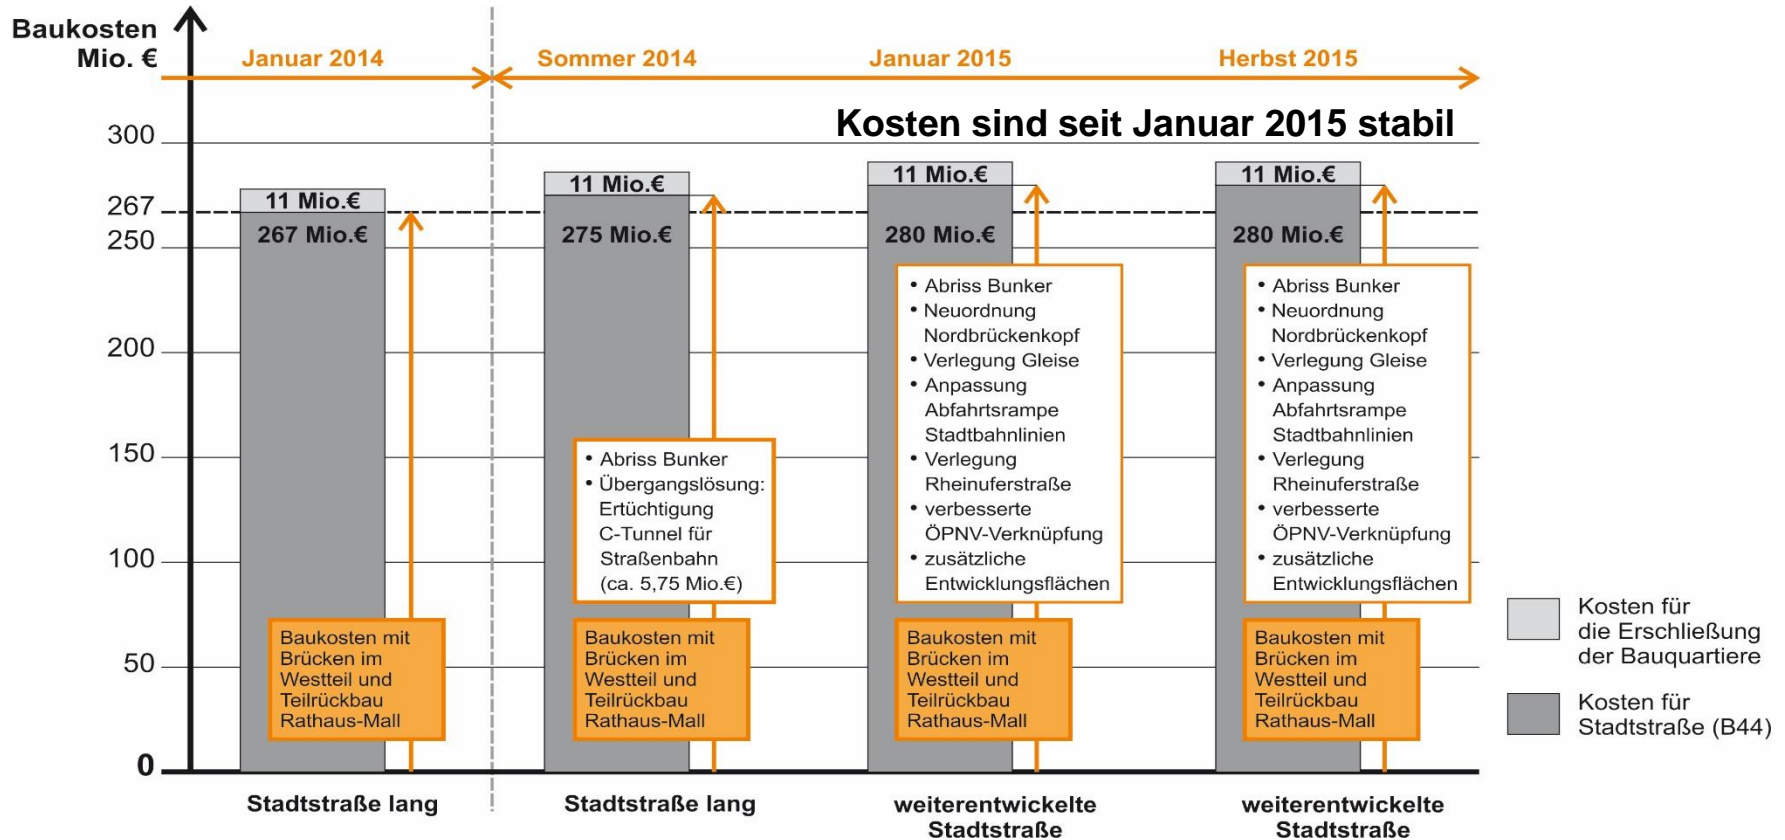 Baukosten
Mio. €
Januar 2014
Sommer 2014
Januar 2015
Herbst 2015
Kosten sind seit Januar 2015 stabil
300
267
250
200
150
100
50
0
11 Mio.€
267 Mio.€
Baukosten mit
Brücken im
Westteil und
Teilrückbau
Rathaus-Mall
Stadtstraße lang
11 Mio.€
275 Mio.€
• Abriss Bunker
• Übergangslösung:
Ertüchtigung
C-Tunnel für
Straßenbahn
(ca. 5,75 Mio.€)
Baukosten mit
Brücken im
Westteil und
Teilrückbau
Rathaus-Mall
Stadtstraße lang
11 Mio.€
280 Mio.€
• Abriss Bunker
• Neuordnung
Nordbrückenkopf
• Verlegung Gleise
• Anpassung
Abfahrtsrampe
Stadtbahnlinien
• Verlegung
Rheinuferstraße
• verbesserte
ÖPNV-Verknüpfung
• zusätzliche
Entwicklungsflächen
Baukosten mit
Brücken im
Westteil und
Teilrückbau
Rathaus-Mall
weiterentwickelte
Stadtstraße
11 Mio.€
280 Mio.€
• Abriss Bunker
• Neuordnung
Nordbrückenkopf
• Verlegung Gleise
• Anpassung
Abfahrtsrampe
Stadtbahnlinien
• Verlegung
Rheinuferstraße
• verbesserte
ÖPNV-Verknüpfung
• zusätzliche
Entwicklungsflächen
Baukosten mit
Brücken im
Westteil und
Teilrückbau
Rathaus-Mall
weiterentwickelte
Stadtstraße
Kosten für
die Erschließung
der Bauquartiere
Kosten für
Stadtstraße (B44)